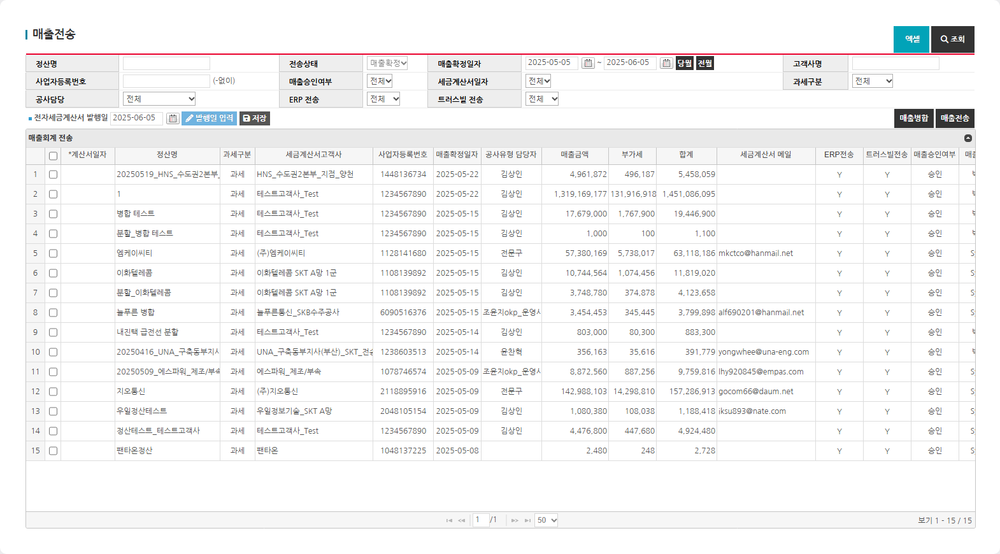 매출전송
엑셀 조회
정산명 전송상태 매출확정 매출확정일자 2025-05-05 ~ 2025-06-05 당월 전월 고객사명
사업자등록번호 (-없이) 매출승인여부 전체 세금계산서일자 전체 과세구분 전체
공사담당 전체 ERP 전송 전체 트러스빌 전송 전체
전자세금계산서 발행일 2025-06-05 발행일 입력 저장 매출병합 매출전송
매출회계 전송
*계산서일자 정산명 과세구분 세금계산서고객사 사업자등록번호 매출확정일자 공사유형 담당자 매출금액 부가세 합계 세금계산서 메일 ERP전송 트러스빌전송 매출승인여부
1 20250519_HNS_수도권2본부_ 과세 HNS_수도권2본부_지점_양천 1448136734 2025-05-22 김상인 4,961,872 496,187 5,458,059 Y Y 승인
2 1 과세 테스트고객사_Test 1234567890 2025-05-22 김상인 1,319,169,177 131,916,918 1,451,086,095 Y Y 승인
3 병합 테스트 과세 테스트고객사_Test 1234567890 2025-05-15 김상인 17,679,000 1,767,900 19,446,900 Y Y 승인
4 분할_병합 테스트 과세 테스트고객사_Test 1234567890 2025-05-15 김상인 1,000 100 1,100 Y Y 승인
5 엠케이씨티 과세 (주)엠케이씨티 1128141680 2025-05-15 전문구 57,380,169 5,738,017 63,118,186 mkctco@hanmail.net Y Y 승인
6 이화텔레콤 과세 이화텔레콤 SKT A망 1군 1108139892 2025-05-15 김상인 10,744,564 1,074,456 11,819,020 Y Y 승인
7 분할_이화텔레콤 과세 이화텔레콤 SKT A망 1군 1108139892 2025-05-15 김상인 3,748,780 374,878 4,123,658 Y Y 승인
8 늘푸른 병합 과세 늘푸른통신_SKB수주공사 6090516376 2025-05-15 조윤지okp_운영 3,454,453 345,445 3,799,898 alf690201@hanmail.net Y Y 승인
9 내진택 급전선 분할 과세 테스트고객사_Test 1234567890 2025-05-14 김상인 803,000 80,300 883,300 Y Y 승인
10 20250416_UNA_구축동부지사 과세 UNA_구축동부지사(부산)_SKT_전송 1238603513 2025-05-14 윤찬혁 356,163 35,616 391,779 yongwhee@una-eng.com Y Y 승인
11 20250509_에스파워_제조/부속 과세 에스파워_제조/부속 1078746574 2025-05-09 조윤지okp_운영 8,872,560 887,256 9,759,816 lhy920845@empas.com Y Y 승인
12 지오통신 과세 (주)지오통신 2118895916 2025-05-09 전문구 142,988,103 14,298,810 157,286,913 gocom66@daum.net Y Y 승인
13 우일정산테스트 과세 우일정보기술_SKT A망 2048105154 2025-05-09 김상인 1,080,380 108,038 1,188,418 jksu893@nate.com Y Y 승인
14 정산테스트_테스트고객사 과세 테스트고객사_Test 1234567890 2025-05-09 김상인 4,476,800 447,680 4,924,480 Y Y 승인
15 팬타온정산 과세 팬타온 1048137225 2025-05-08 2,480 248 2,728 Y Y 승인
1 /1 50 보기 1 - 15 / 15